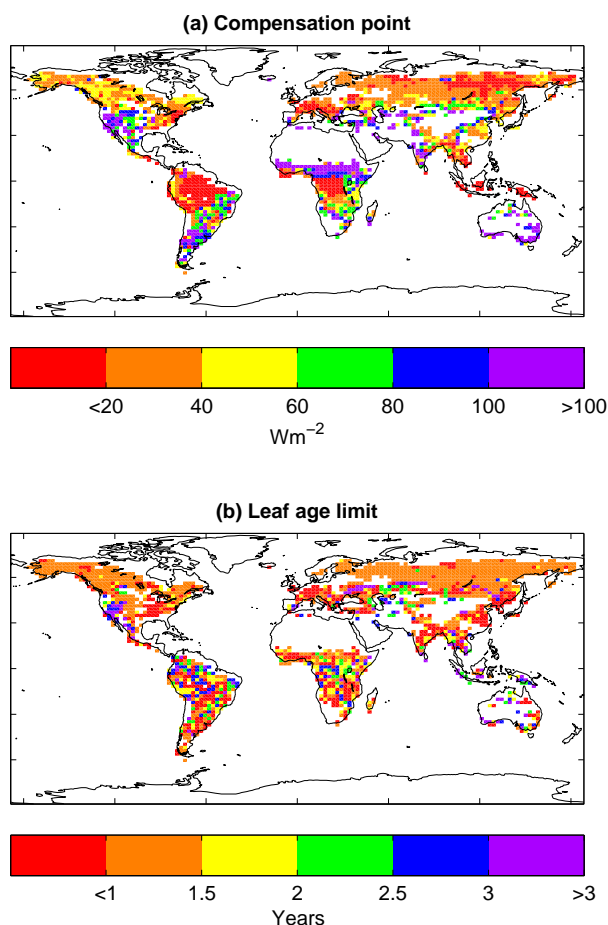 (a) Compensation point
<20 40 60 80 100 >100
Wm−2
(b) Leaf age limit
<1 1.5 2 2.5 3 >3
Years